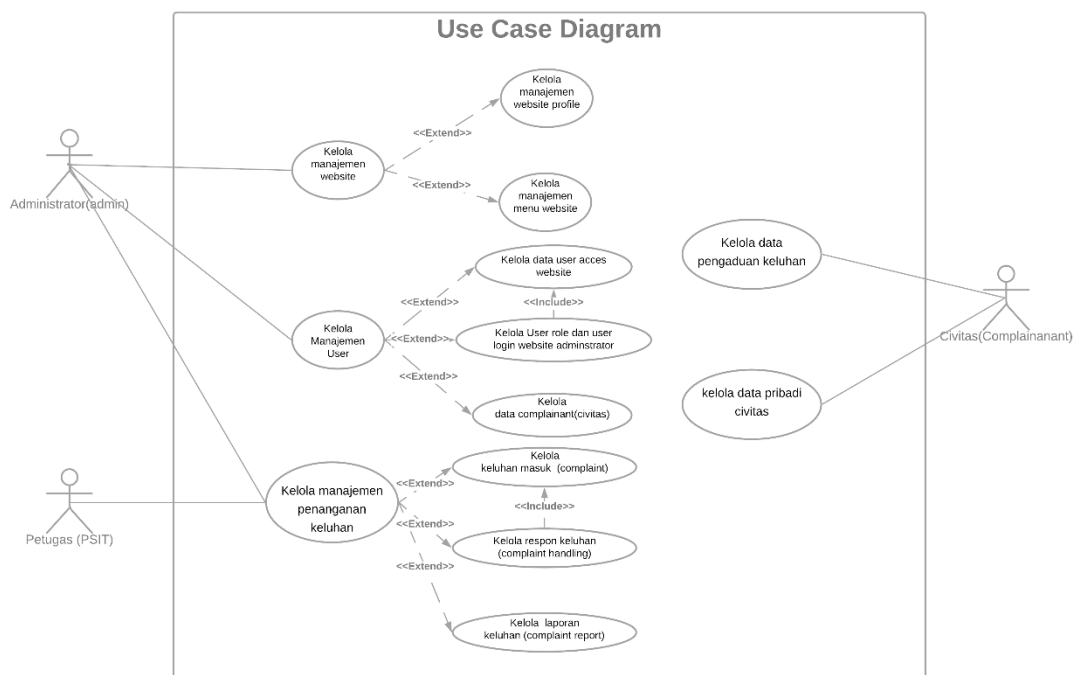 Use Case Diagram
Kelola
manajemen
website profile
<<Extend>>
Kelola
manajemen
website
<<Extend>>
Kelola
manajemen
menu website
Administrator(admin)
Kelola data user acces
website
Kelola data
pengaduan keluhan
<<Extend>>
<<Include>>
Kelola
Manajemen
User
<<Extend>>
Kelola User role dan user
login website adminstrator
Civitas(Complainanant)
<<Extend>>
Kelola
data complainant(civitas)
kelola data pribadi
civitas
Kelola
keluhan masuk (complaint)
<<Extend>>
Kelola manajemen
penanganan
keluhan
<<Include>>
<<Extend>>
Kelola respon keluhan
(complaint handling)
Petugas (PSIT)
<<Extend>>
Kelola laporan
keluhan (complaint report)